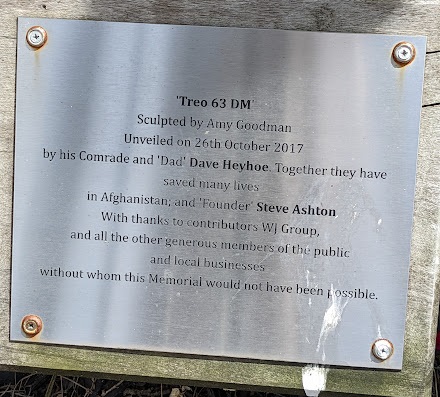 'Treo 63 DM'
Sculpted by Amy Goodman
Unveiled on 26th October 2017
by his Comrade and 'Dad' Dave Heyhoe. Together they have
saved many lives
in Afghanistan; and 'Founder' Steve Ashton
With thanks to contributors WJ Group,
and all the other generous members of the public
and local businesses
without whom this Memorial would not have been possible.